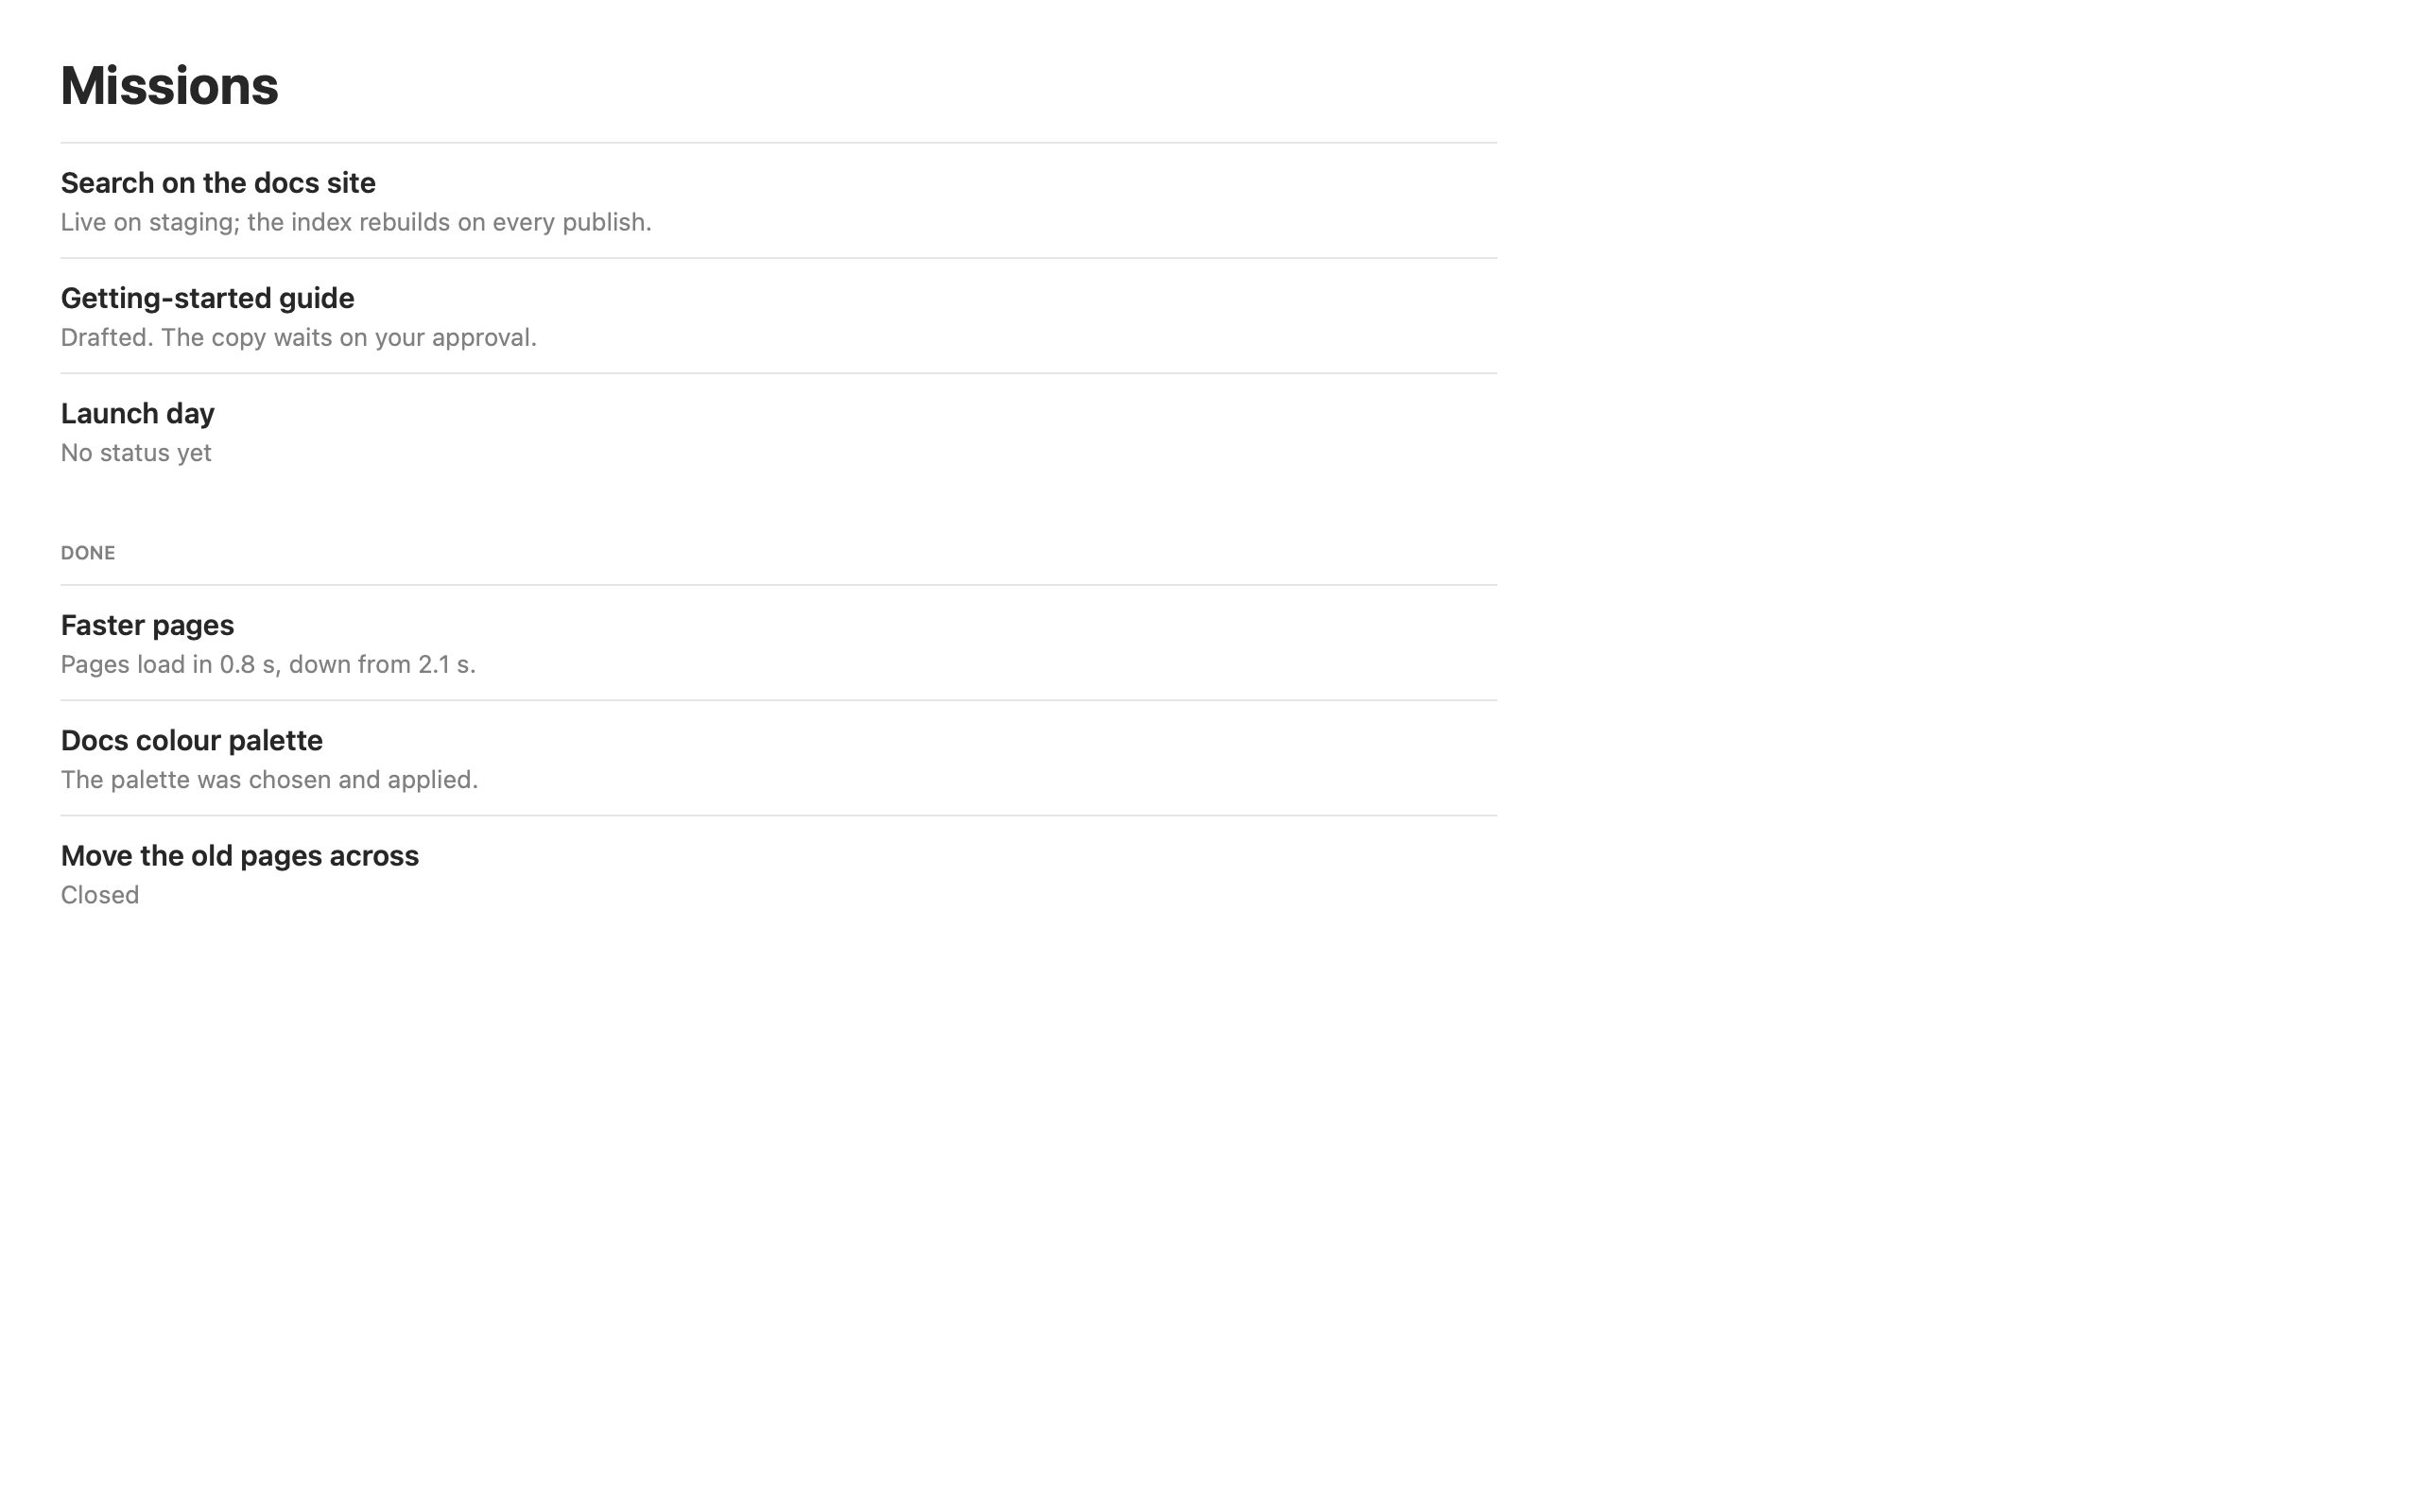 Missions
Search on the docs site
Live on staging; the index rebuilds on every publish.
Getting-started guide
Drafted. The copy waits on your approval.
Launch day
No status yet
DONE
Faster pages
Pages load in 0.8 s, down from 2.1 s.
Docs colour palette
The palette was chosen and applied.
Move the old pages across
Closed